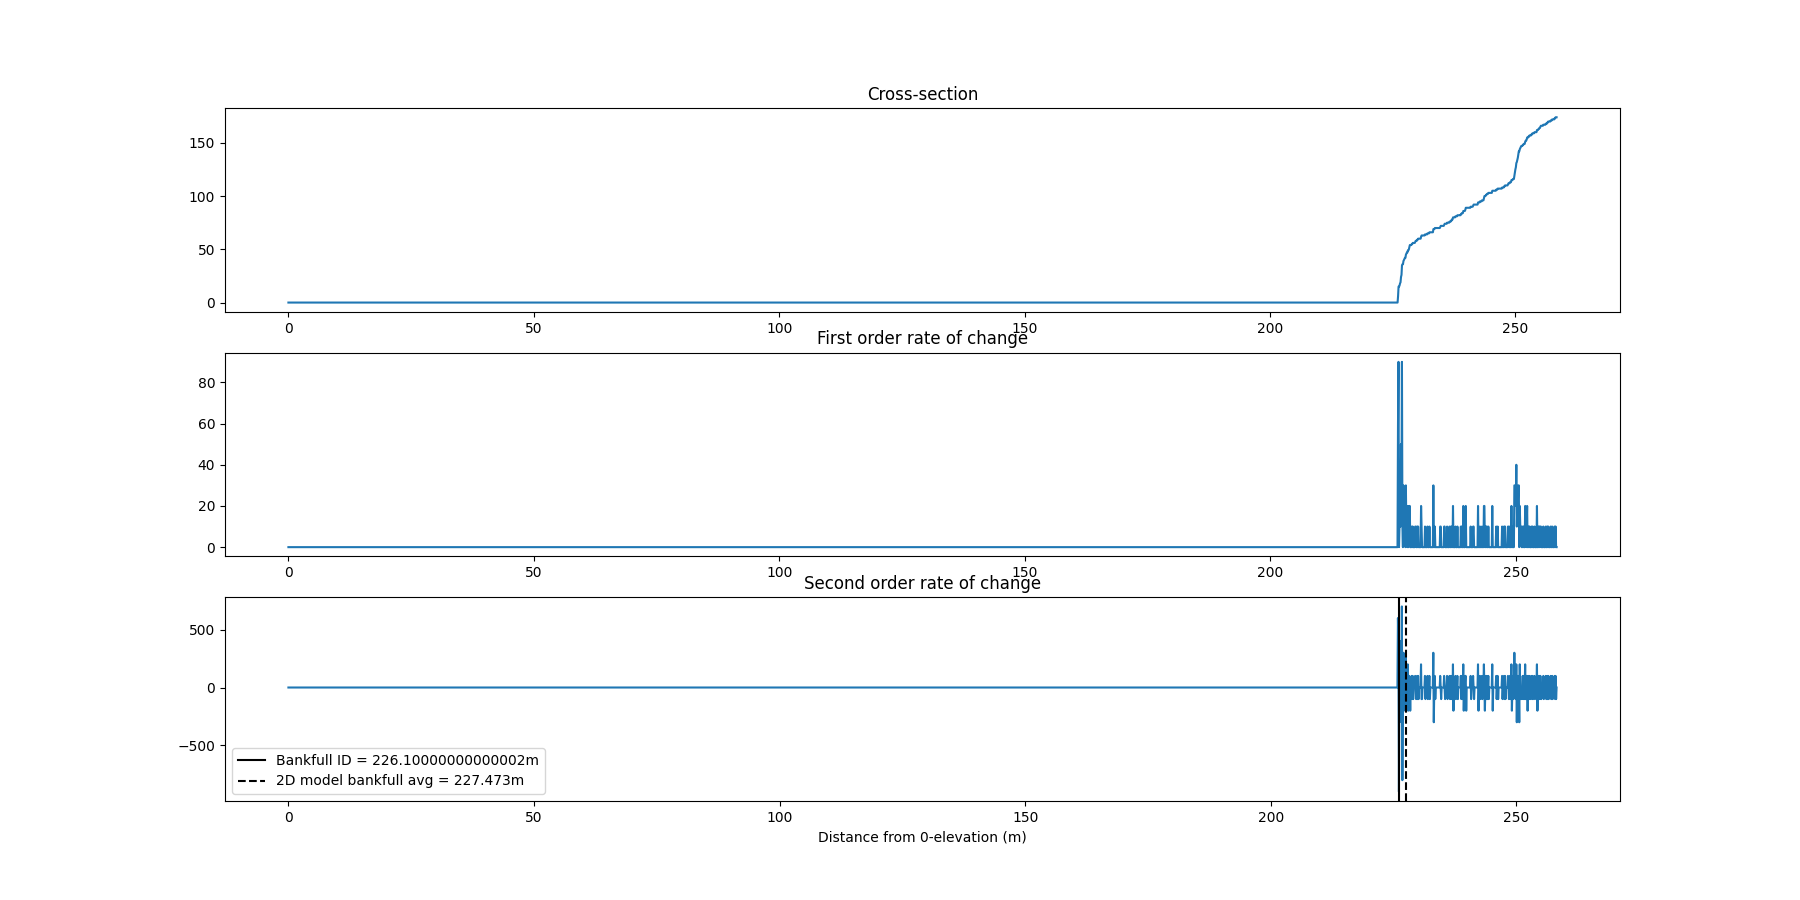 Cross-section
150
100
50
0
0 50 100 150 200 250
First order rate of change
80
60
40
20
0
0 50 100 150 200 250
Second order rate of change
500
0
−500
Bankfull ID = 226.10000000000002m
2D model bankfull avg = 227.473m
0 50 100 150 200 250
Distance from 0-elevation (m)